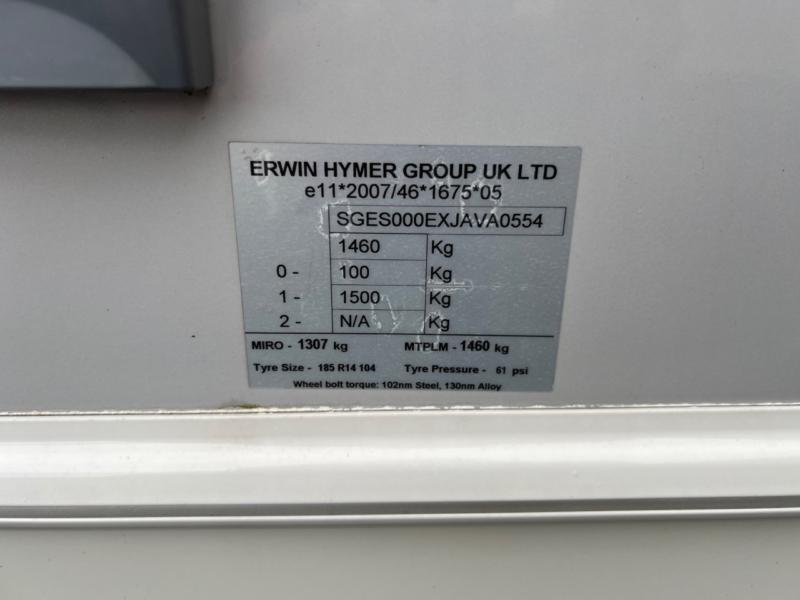 ERWIN HYMER GROUP UK LTD
e11*2007/46*1675*05
SGES000EXJAVA0554
1460 Kg
0 - 100 Kg
1 - 1500 Kg
2 - N/A Kg
MIRO - 1307 kg MTPLM - 1460 kg
Tyre Size - 185 R14 104 Tyre Pressure - 61 psi
Wheel bolt torque: 102nm Steel, 130nm Alloy